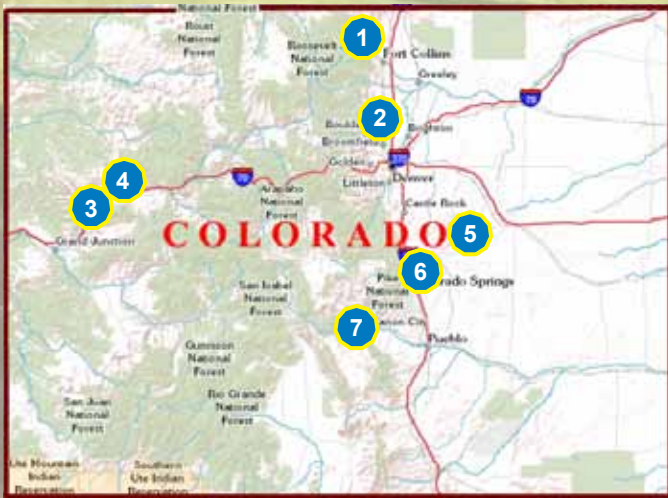 National Forest
Routt
National
Forest
Roosevelt
National
Forest
1
Fort Collins
Greeley
76
2
Boulder
Brighton
Broomfield
Golden
270
Denver
Littleton
4
70
Arapaho
National
Forest
3
Castle Rock
Grand Junction
COLORADO
5
6
Pike
National
Forest
rado Springs
San Isabel
National
Forest
7
anon City
Pueblo
Gunnison
National
Forest
Rio Grande
National
Forest
San Juan
National
Forest
Ute Mountain
Indian
Reservation
Southern
Ute Indian
Reservation